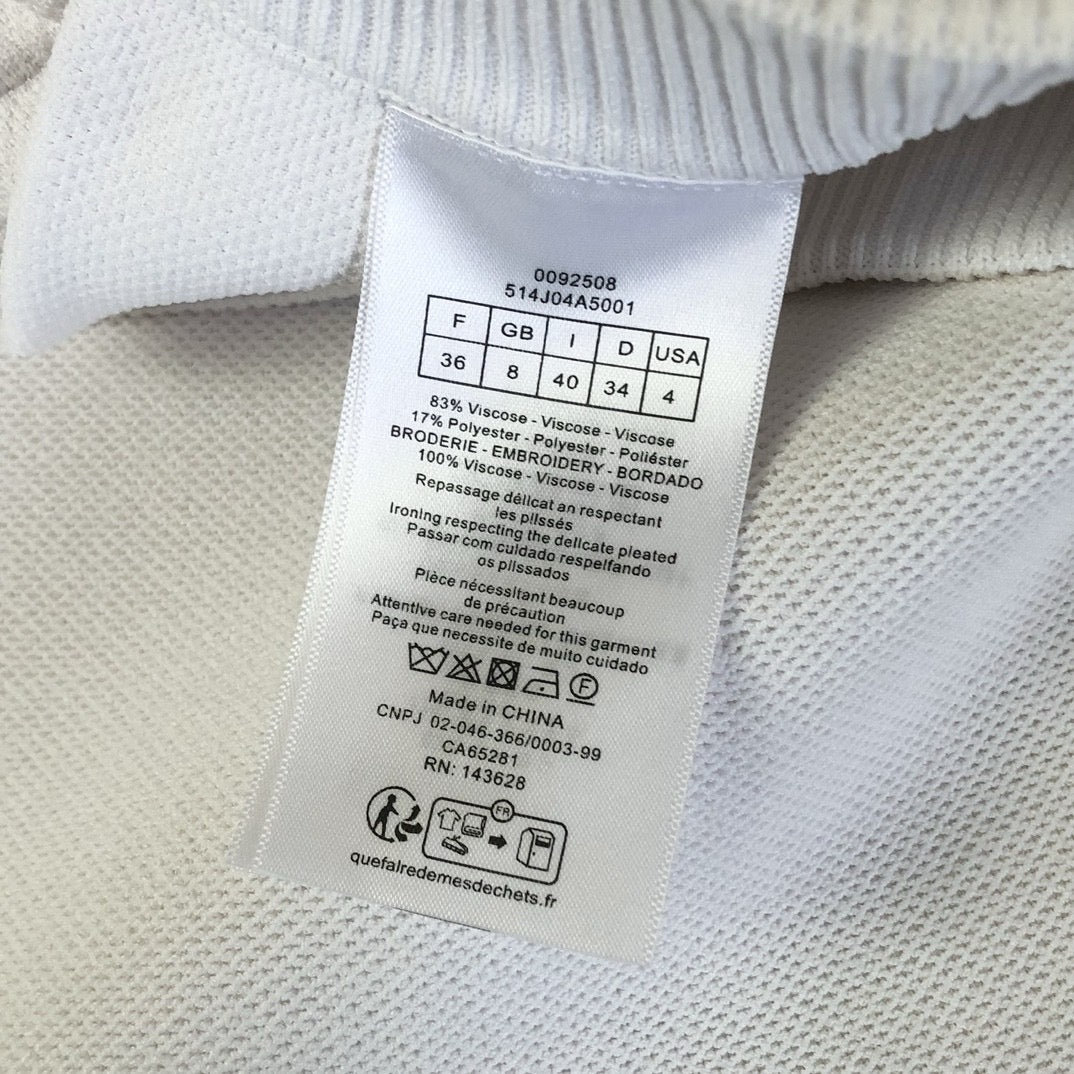 0092508
514J04A5001
F GB I D USA
36 8 40 34 4
83% Viscose - Viscose - Viscose
17% Polyester - Polyester - Poliéster
BRODERIE - EMBROIDERY - BORDADO
100% Viscose - Viscose - Viscose
Repassage délicat an respectant
les plissés
Ironing respecting the delicate pleated
Passar com cuidado respelfando
os plissados
Pièce nécessitant beaucoup
de précaution
Attentive care needed for this garment
Paça que necessite de muito cuidado
F
Made in CHINA
CNPJ 02-046-366/0003-99
CA65281
RN: 143628
FR
quefairedemesdechets.fr